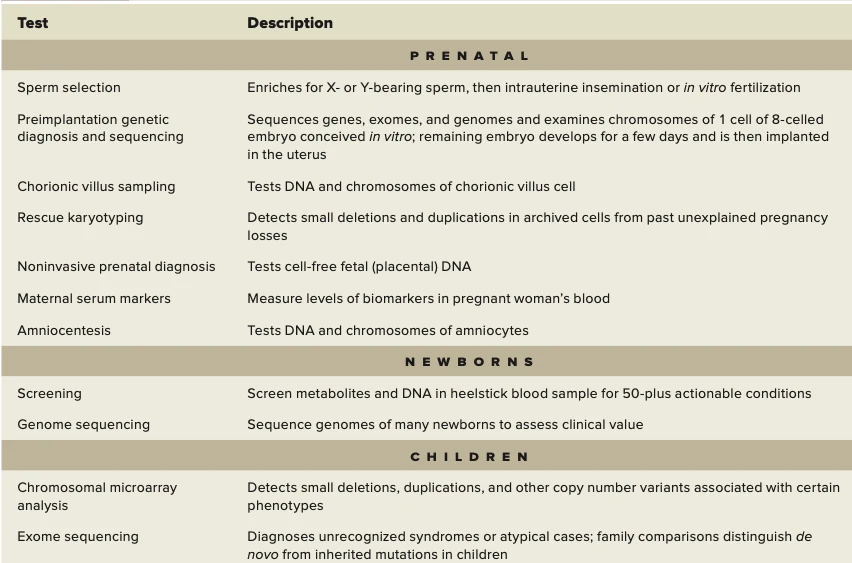 Test Description
PRENATAL
Sperm selection Enriches for X- or Y-bearing sperm, then intrauterine insemination or in vitro fertilization
Preimplantation genetic Sequences genes, exomes, and genomes and examines chromosomes of 1 cell of 8-celled
diagnosis and sequencing embryo conceived in vitro; remaining embryo develops for a few days and is then implanted
in the uterus
Chorionic villus sampling Tests DNA and chromosomes of chorionic villus cell
Rescue karyotyping Detects small deletions and duplications in archived cells from past unexplained pregnancy
losses
Noninvasive prenatal diagnosis Tests cell-free fetal (placental) DNA
Maternal serum markers Measure levels of biomarkers in pregnant woman’s blood
Amniocentesis Tests DNA and chromosomes of amniocytes
NEWBORNS
Screening Screen metabolites and DNA in heelstick blood sample for 50-plus actionable conditions
Genome sequencing Sequence genomes of many newborns to assess clinical value
CHILDREN
Chromosomal microarray Detects small deletions, duplications, and other copy number variants associated with certain
analysis phenotypes
Exome sequencing Diagnoses unrecognized syndromes or atypical cases; family comparisons distinguish de
novo from inherited mutations in children